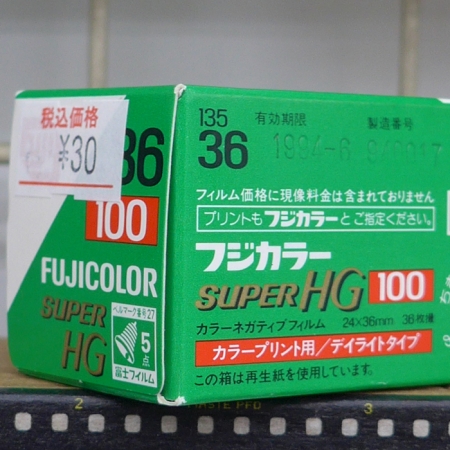 税込価格
¥30
36
100
FUJICOLOR
SUPER
HG
ベルマーク番号27
5
点
富士フイルム
135
36
有効期限
製造番号
1994-6
フィルム価格に現像料金は含まれておりません
プリントも フジカラー とご指定ください。
フジカラー
SUPER HG 100
カラーネガティブフィルム 24×36mm 36枚撮
カラープリント用/デイライトタイプ
この箱は再生紙を使用しています。
2
3